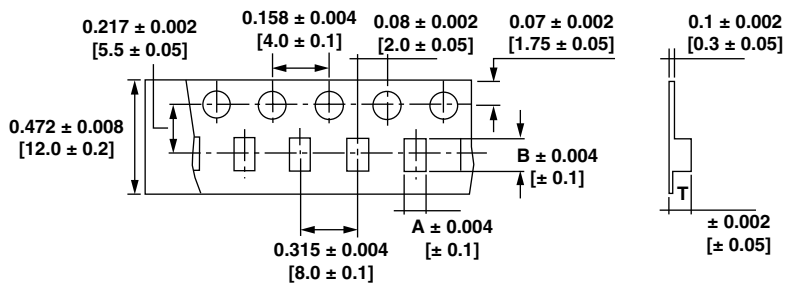 0.217 ± 0.002
[5.5 ± 0.05]
0.158 ± 0.004
[4.0 ± 0.1]
0.08 ± 0.002
[2.0 ± 0.05]
0.07 ± 0.002
[1.75 ± 0.05]
0.1 ± 0.002
[0.3 ± 0.05]
0.472 ± 0.008
[12.0 ± 0.2]
B ± 0.004
[± 0.1]
T
A ± 0.004
[± 0.1]
± 0.002
[± 0.05]
0.315 ± 0.004
[8.0 ± 0.1]